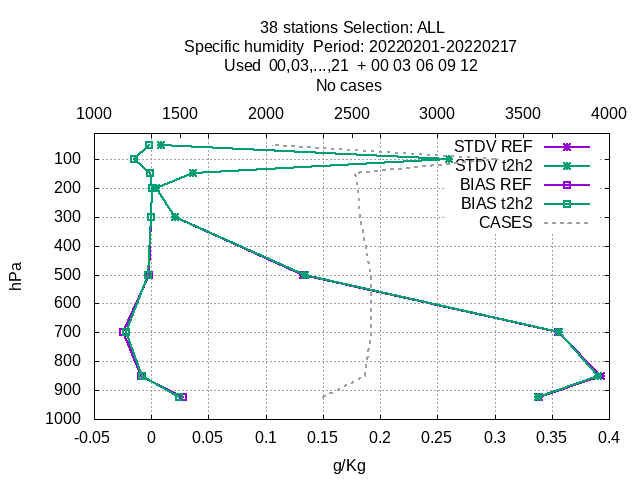 38 stations Selection: ALL
Specific humidity  Period: 20220201-20220217
Used  00,03,...,21  + 00 03 06 09 12
No cases
1000 1500 2000 2500 3000 3500 4000
STDV REF
STDV t2h2
BIAS REF
BIAS t2h2
CASES
100
200
300
400
500
600
700
800
900
1000
hPa
-0.05 0 0.05 0.1 0.15 0.2 0.25 0.3 0.35 0.4
g/Kg